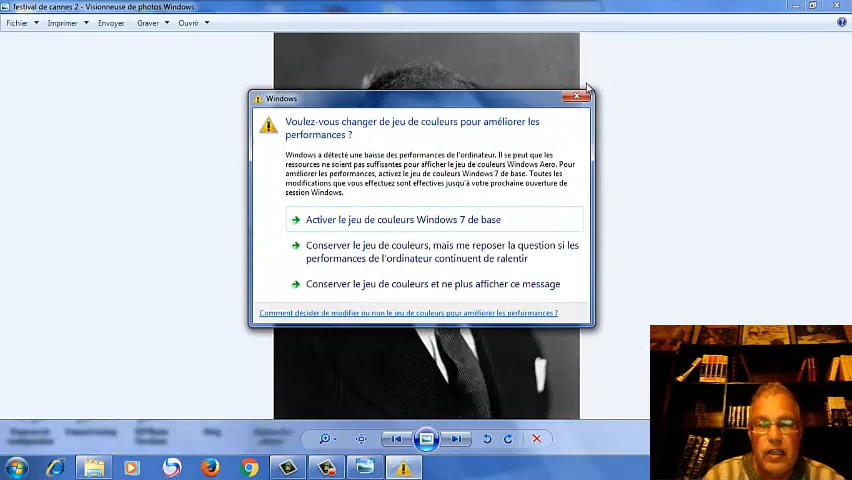 festival de cannes 2 - Visionneuse de photos Windows
Fichier Imprimer Envoyer Graver Ouvrir
Windows
Voulez-vous changer de jeu de couleurs pour améliorer les
performances ?
Windows a détecté une baisse des performances de l'ordinateur. Il se peut que les
ressources ne soient pas suffisantes pour afficher le jeu de couleurs Windows Aero. Pour
améliorer les performances, activez le jeu de couleurs Windows 7 de base. Toutes les
modifications que vous effectuez sont effectives jusqu'à votre prochaine ouverture de
session Windows.
Activer le jeu de couleurs Windows 7 de base
Conserver le jeu de couleurs, mais me reposer la question si les
performances de l'ordinateur continuent de ralentir
Conserver le jeu de couleurs et ne plus afficher ce message
Comment décider de modifier ou non le jeu de couleurs pour améliorer les performances ?